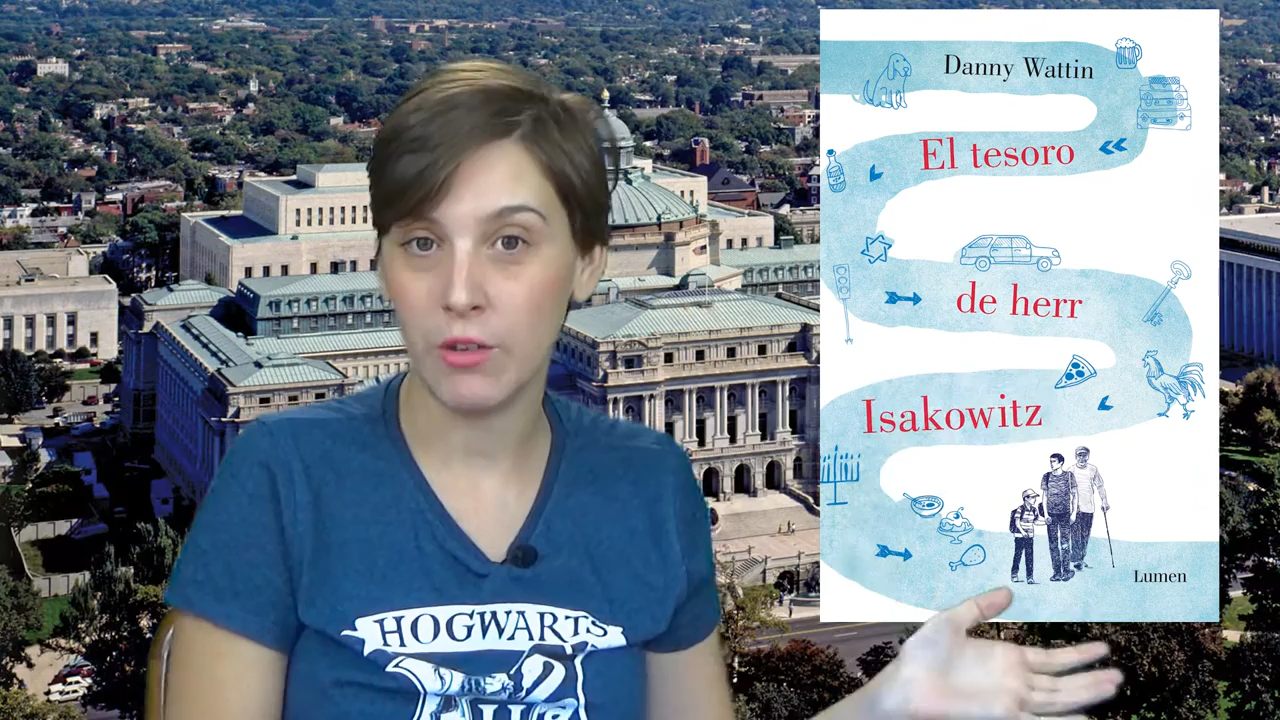 Danny Wattin
El tesoro
de herr
Isakowitz
Lumen
HOGWARTS